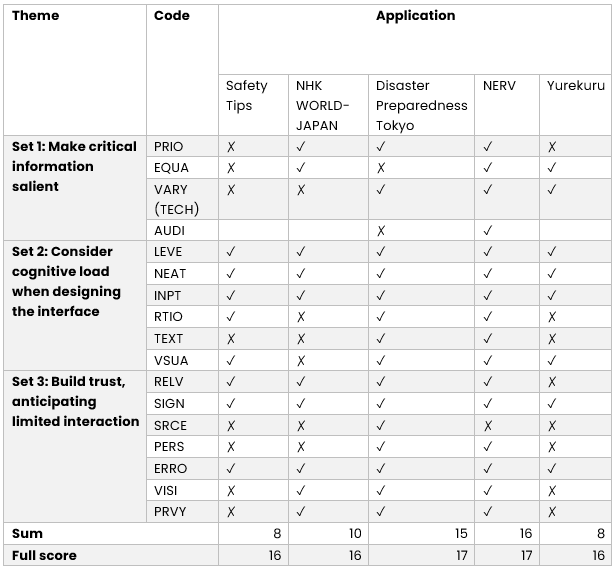 Theme Code Application
Safety Tips NHK WORLD-JAPAN Disaster Preparedness Tokyo NERV Yurekuru
Set 1: Make critical information salient
PRIO ✗ ✓ ✓ ✓ ✗
EQUA ✗ ✓ ✗ ✓ ✓
VARY (TECH) ✗ ✗ ✓ ✓ ✓
AUDI ✗ ✓
Set 2: Consider cognitive load when designing the interface
LEVE ✓ ✓ ✓ ✓ ✓
NEAT ✓ ✓ ✓ ✓ ✓
INPT ✓ ✓ ✓ ✓ ✓
RTIO ✓ ✗ ✓ ✓ ✗
TEXT ✗ ✗ ✓ ✓ ✗
VSUA ✓ ✗ ✓ ✓ ✓
Set 3: Build trust, anticipating limited interaction
RELV ✓ ✓ ✓ ✓ ✗
SIGN ✓ ✓ ✓ ✓ ✓
SRCE ✗ ✗ ✓ ✗ ✗
PERS ✗ ✗ ✓ ✓ ✗
ERRO ✓ ✓ ✓ ✓ ✓
VISI ✗ ✓ ✓ ✓ ✗
PRVY ✗ ✓ ✓ ✓ ✗
Sum 8 10 15 16 8
Full score 16 16 17 17 16